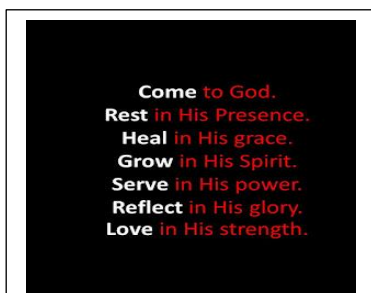 Come to God.
Rest in His Presence.
Heal in His grace.
Grow in His Spirit.
Serve in His power.
Reflect in His glory.
Love in His strength.